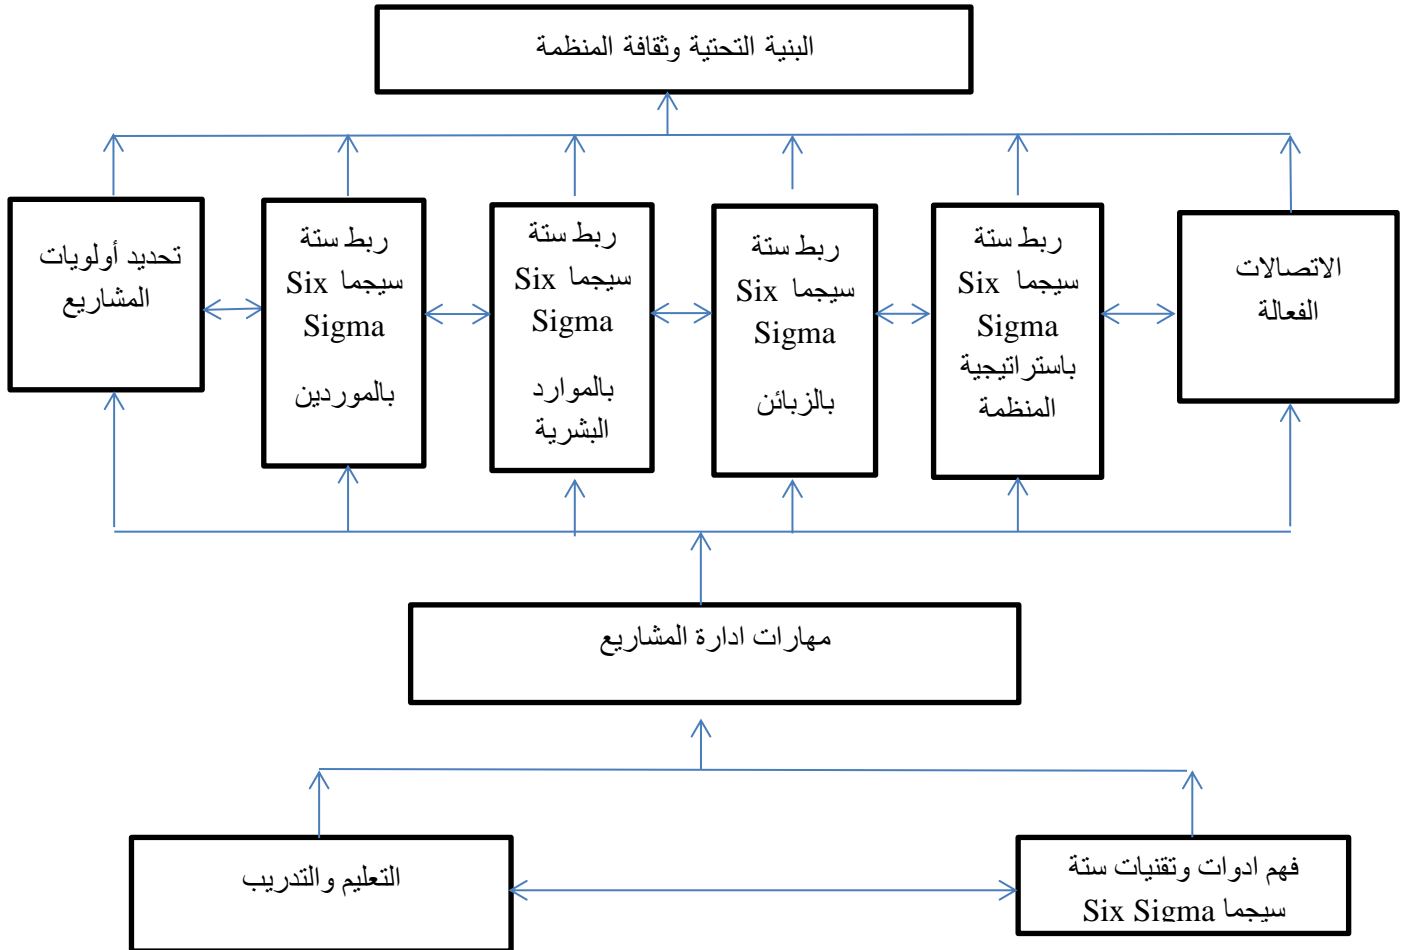 البنية التحتية وثقافة المنظمة
الاتصالات
الفعالة
ربط ستة
سيجما Six
Sigma
باستراتيجية
المنظمة
ربط ستة
سيجما Six
Sigma
بالزبائن
ربط ستة
سيجما Six
Sigma
بالموارد
البشرية
ربط ستة
سيجما Six
Sigma
بالموردين
تحديد أولويات
المشاريع
مهارات ادارة المشاريع
فهم ادوات وتقنيات ستة
سيجما Six Sigma
التعليم والتدريب